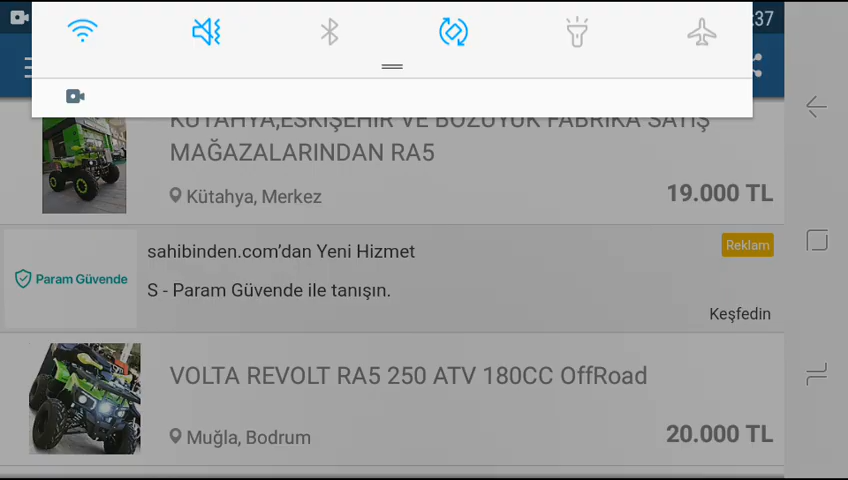 :37
KÜTAHYA,ESKİŞEHİR VE BOZÜYÜK FABRİKA SATIŞ
MAĞAZALARINDAN RA5
Kütahya, Merkez
19.000 TL
sahibinden.com’dan Yeni Hizmet
Reklam
Param Güvende
S - Param Güvende ile tanışın.
Keşfedin
VOLTA REVOLT RA5 250 ATV 180CC OffRoad
Muğla, Bodrum
20.000 TL